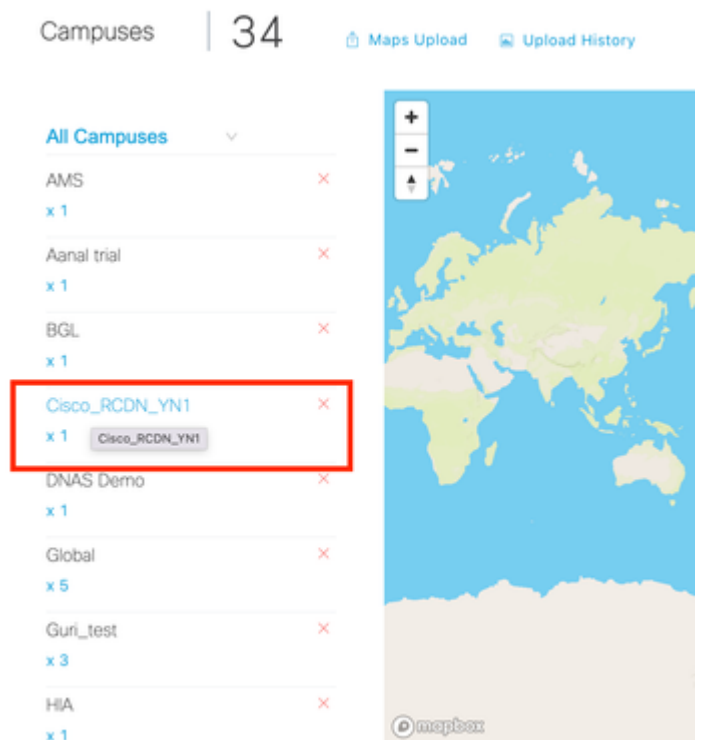 Campuses 34 Maps Upload Upload History
All Campuses
AMS
x 1
Aanal trial
x 1
BGL
x 1
Cisco_RCDN_YN1
x 1 Cisco_RCDN_YN1
DNAS Demo
x 1
Global
x 5
Guri_test
x 3
HIA
x 1
+
−
mapbox